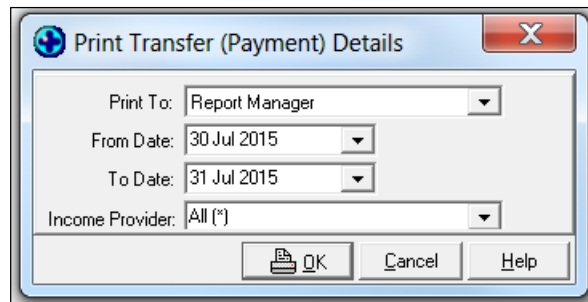 Print Transfer (Payment) Details
Print To: Report Manager
From Date: 30 Jul 2015
To Date: 31 Jul 2015
Income Provider: All (*)
OK Cancel Help